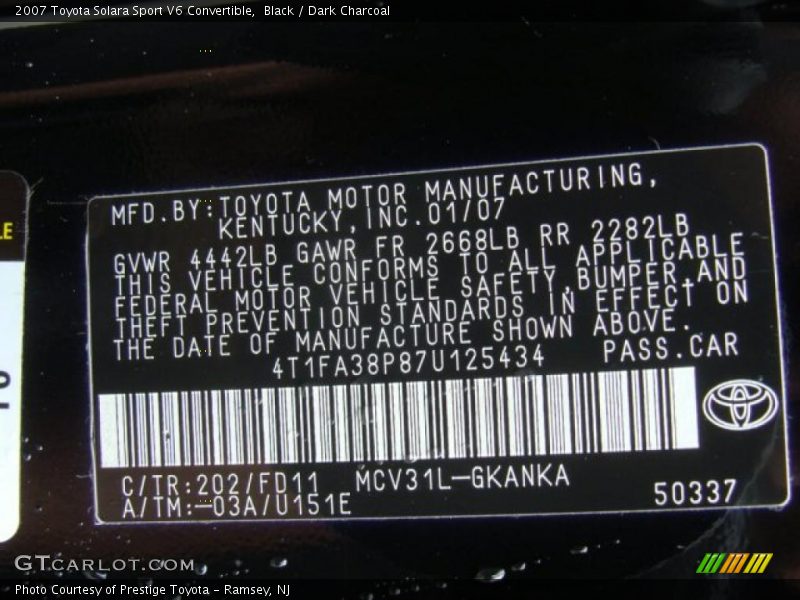 2007 Toyota Solara Sport V6 Convertible,  Black / Dark Charcoal
LE
MFD.BY:TOYOTA MOTOR MANUFACTURING,
KENTUCKY,INC.01/07
GVWR 4442LB GAWR FR 2668LB RR 2282LB
THIS VEHICLE CONFORMS TO ALL APPLICABLE
FEDERAL MOTOR VEHICLE SAFETY,BUMPER,AND
THEFT PREVENTION STANDARDS IN EFFECT ON
THE DATE OF MANUFACTURE SHOWN ABOVE.
4T1FA38P87U125434 PASS.CAR
C/TR:202/FD11 MCV31L-GKANKA
A/TM:-03A/U151E 50337
GTCARLOT.COM
Photo Courtesy of Prestige Toyota - Ramsey, NJ